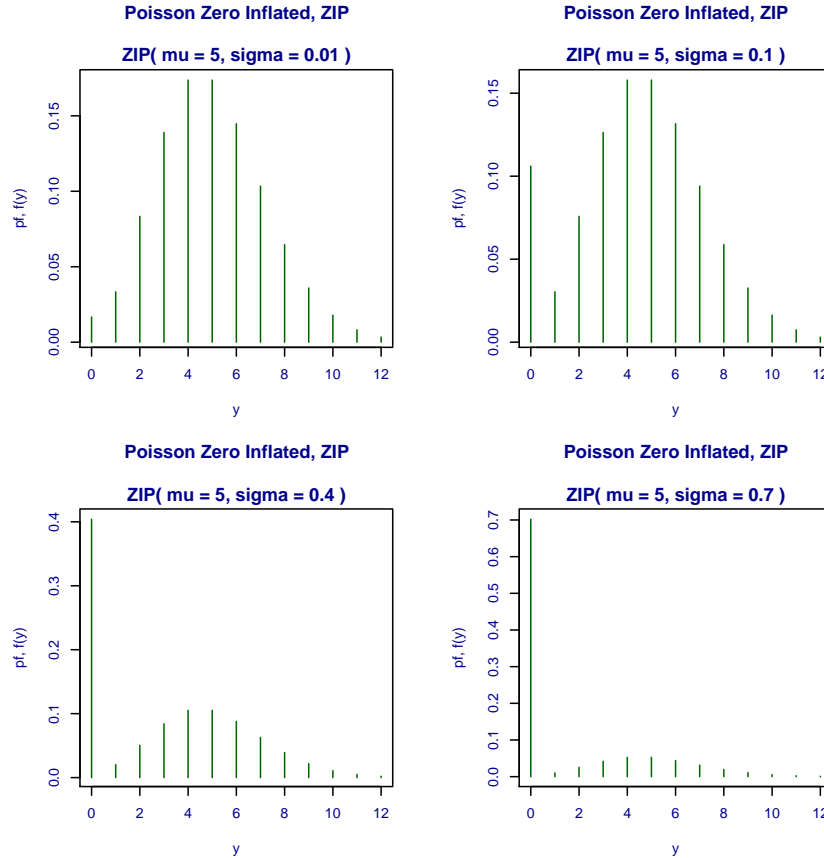 Poisson Zero Inflated, ZIP
ZIP( mu = 5, sigma = 0.01 )
pf, f(y)
0.00
0.05
0.10
0.15
0 2 4 6 8 10 12
y
Poisson Zero Inflated, ZIP
ZIP( mu = 5, sigma = 0.1 )
pf, f(y)
0.00
0.05
0.10
0.15
0 2 4 6 8 10 12
y
Poisson Zero Inflated, ZIP
ZIP( mu = 5, sigma = 0.4 )
pf, f(y)
0.0
0.1
0.2
0.3
0.4
0 2 4 6 8 10 12
y
Poisson Zero Inflated, ZIP
ZIP( mu = 5, sigma = 0.7 )
pf, f(y)
0.0
0.1
0.2
0.3
0.4
0.5
0.6
0.7
0 2 4 6 8 10 12
y